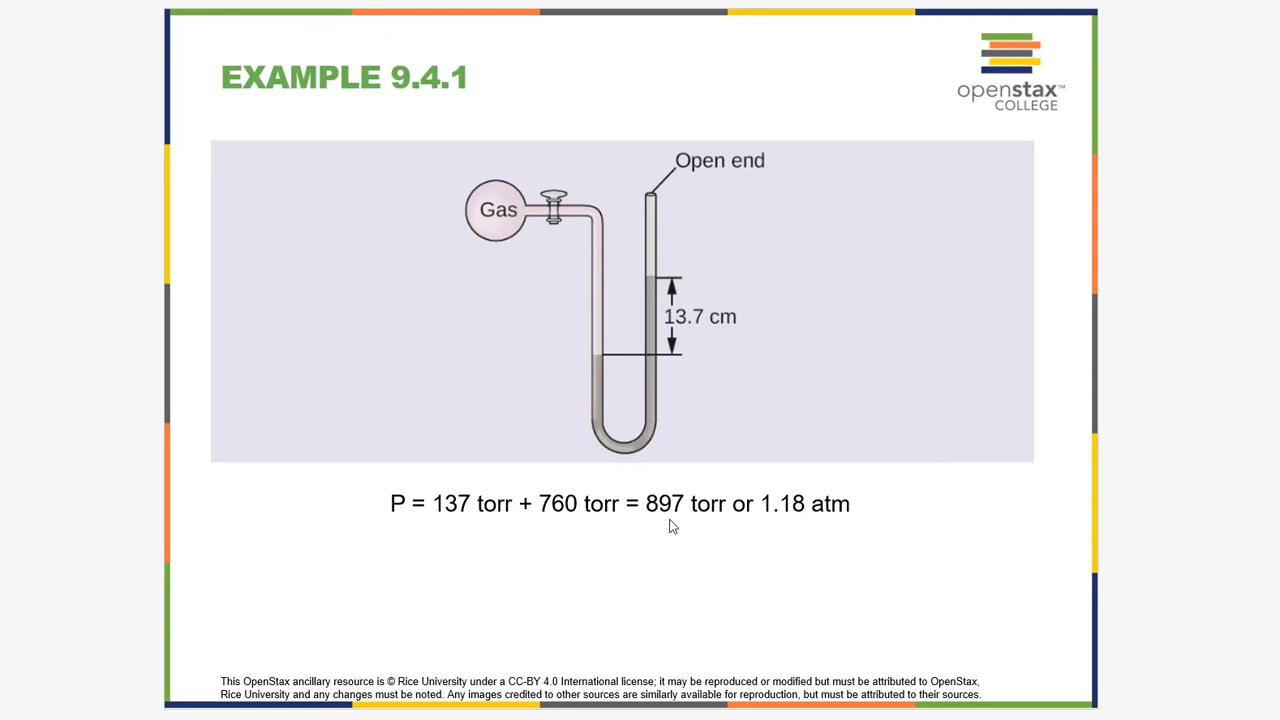 EXAMPLE 9.4.1
openstax™
COLLEGE
Open end
Gas
13.7 cm
P = 137 torr + 760 torr = 897 torr or 1.18 atm
This OpenStax ancillary resource is © Rice University under a CC-BY 4.0 International license; it may be reproduced or modified but must be attributed to OpenStax,
Rice University and any changes must be noted. Any images credited to other sources are similarly available for reproduction, but must be attributed to their sources.